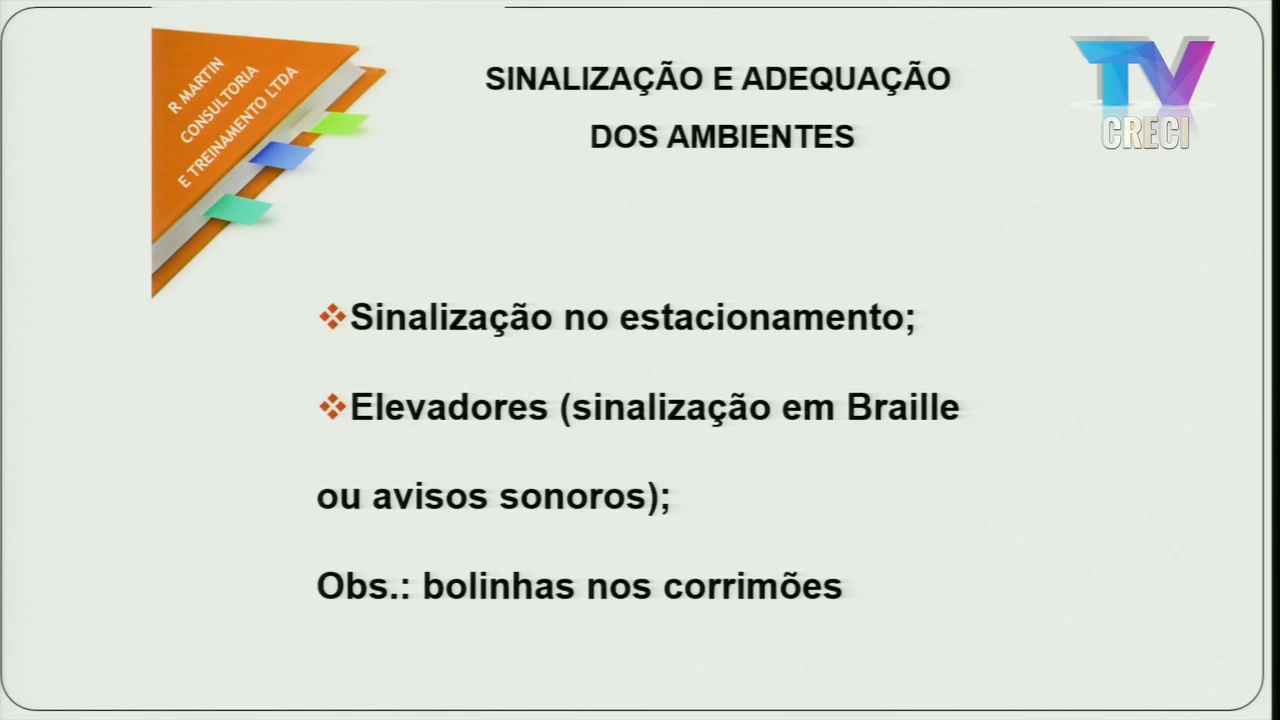 R MARTIN
CONSULTORIA
E TREINAMENTO LTDA
SINALIZAÇÃO E ADEQUAÇÃO
DOS AMBIENTES
TV
CRECI
❖Sinalização no estacionamento;
❖Elevadores (sinalização em Braille
ou avisos sonoros);
Obs.: bolinhas nos corrimões